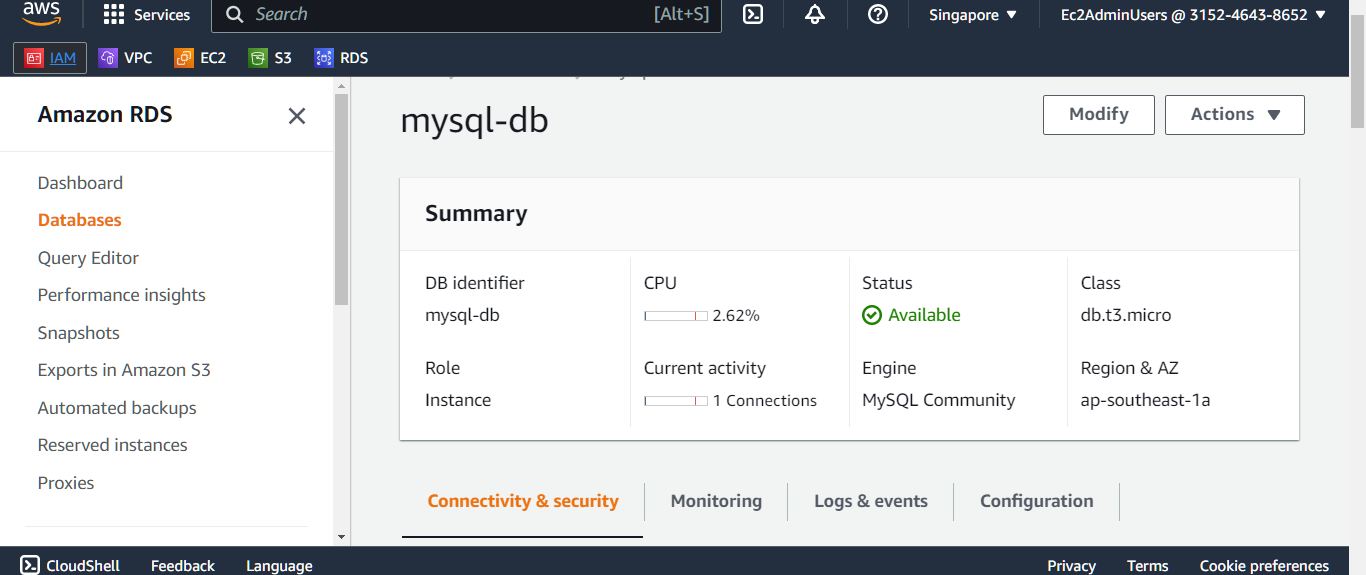 aws
Services
Search
[Alt+S]
Singapore ▼
Ec2AdminUsers @ 3152-4643-8652 ▼
IAM
VPC
EC2
S3
RDS
Amazon RDS
Dashboard
Databases
Query Editor
Performance insights
Snapshots
Exports in Amazon S3
Automated backups
Reserved instances
Proxies
mysql-db
Modify
Actions ▼
Summary
DB identifier
mysql-db
CPU
2.62%
Status
Available
Class
db.t3.micro
Role
Instance
Current activity
1 Connections
Engine
MySQL Community
Region & AZ
ap-southeast-1a
Connectivity & security
Monitoring
Logs & events
Configuration
CloudShell
Feedback
Language
Privacy
Terms
Cookie preferences